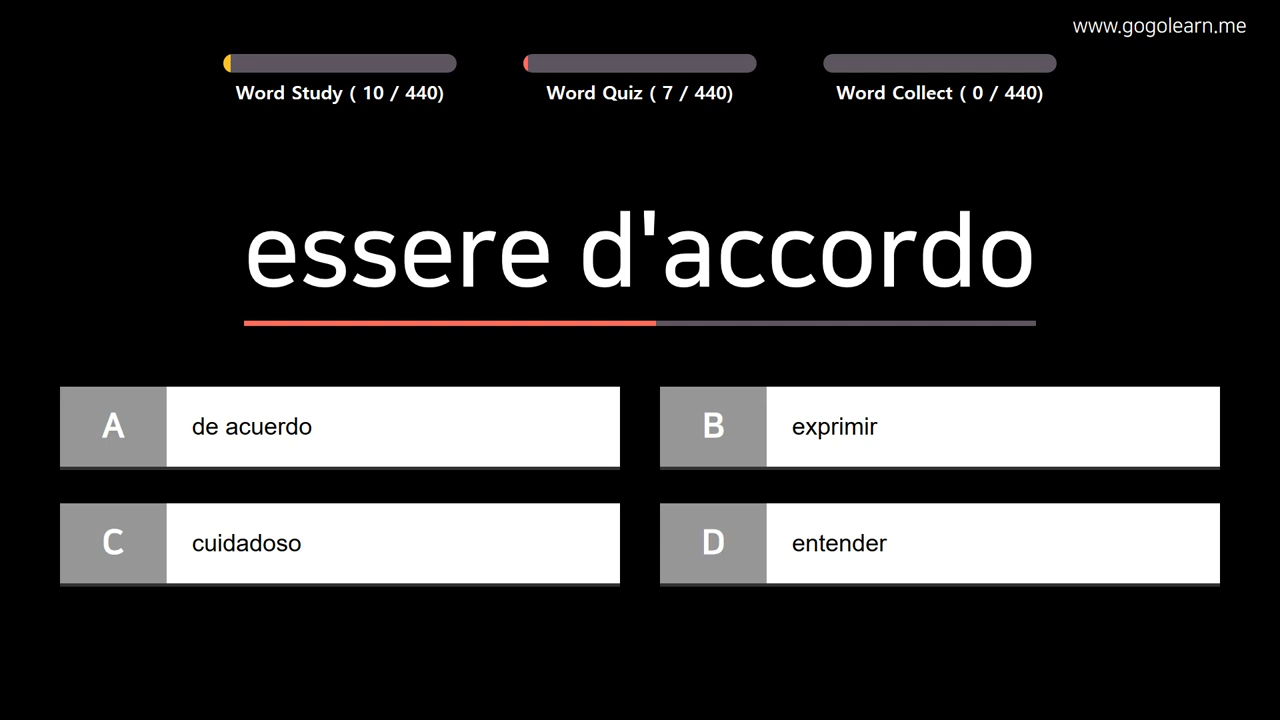 www.gogolearn.me
Word Study ( 10 / 440)
Word Quiz ( 7 / 440)
Word Collect ( 0 / 440)
essere d'accordo
A de acuerdo
B exprimir
C cuidadoso
D entender